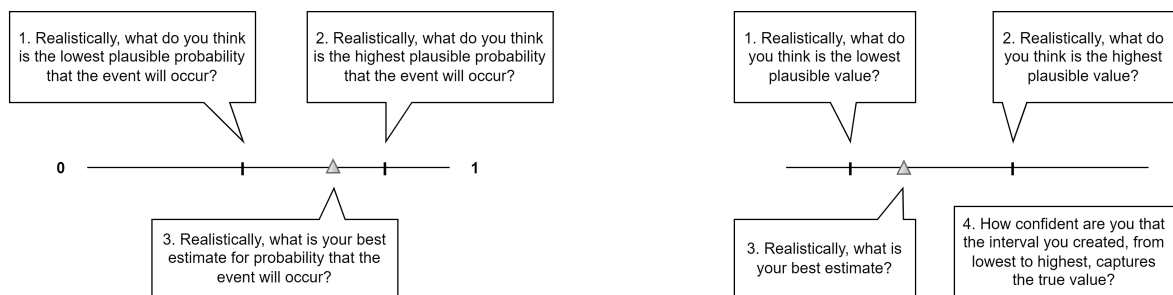 1. Realistically, what do you think
is the lowest plausible probability
that the event will occur?
2. Realistically, what do you think
is the highest plausible probability
that the event will occur?
0
1
3. Realistically, what is your best
estimate for probability that the
event will occur?
1. Realistically, what do
you think is the lowest
plausible value?
2. Realistically, what do
you think is the highest
plausible value?
3. Realistically, what is
your best estimate?
4. How confident are you that
the interval you created, from
lowest to highest, captures
the true value?